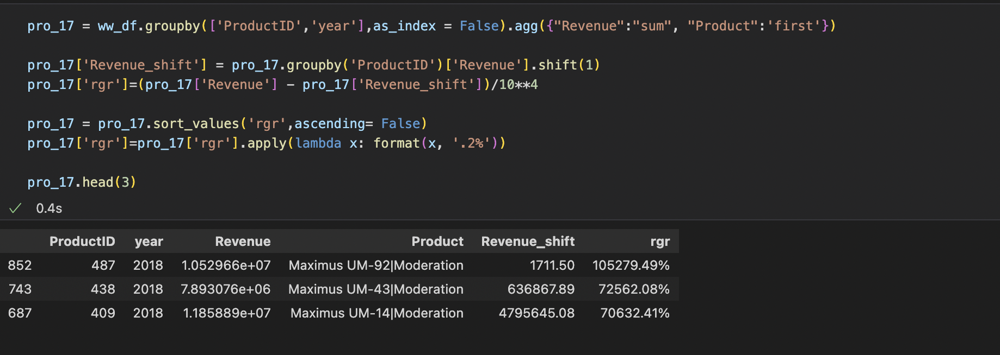 pro_17 = ww_df.groupby(['ProductID','year'],as_index = False).agg({"Revenue":"sum", "Product":'first'})
pro_17['Revenue_shift'] = pro_17.groupby('ProductID')['Revenue'].shift(1)
pro_17['rgr']=(pro_17['Revenue'] - pro_17['Revenue_shift'])/10**4
pro_17 = pro_17.sort_values('rgr',ascending= False)
pro_17['rgr']=pro_17['rgr'].apply(lambda x: format(x, '.2%'))
pro_17.head(3)
✓ 0.4s
ProductID year Revenue Product Revenue_shift rgr
852 487 2018 1.052966e+07 Maximus UM-92|Moderation 1711.50 105279.49%
743 438 2018 7.893076e+06 Maximus UM-43|Moderation 636867.89 72562.08%
687 409 2018 1.185889e+07 Maximus UM-14|Moderation 4795645.08 70632.41%